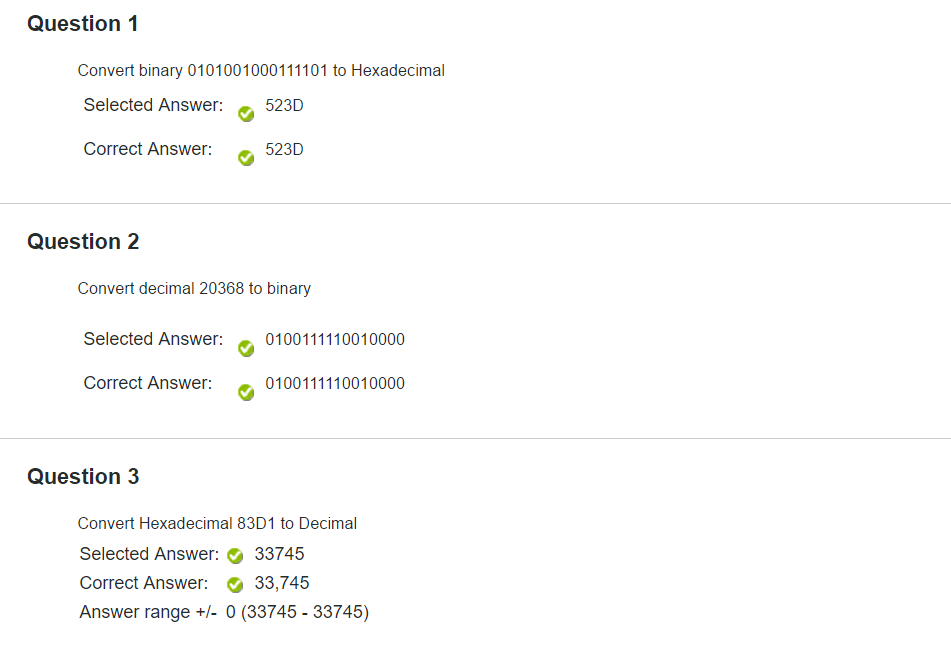 Question 1
Convert binary 0101001000111101 to Hexadecimal
Selected Answer: 523D
Correct Answer: 523D
Question 2
Convert decimal 20368 to binary
Selected Answer: 0100111110010000
Correct Answer: 0100111110010000
Question 3
Convert Hexadecimal 83D1 to Decimal
Selected Answer: 33745
Correct Answer: 33,745
Answer range +/- 0 (33745 - 33745)